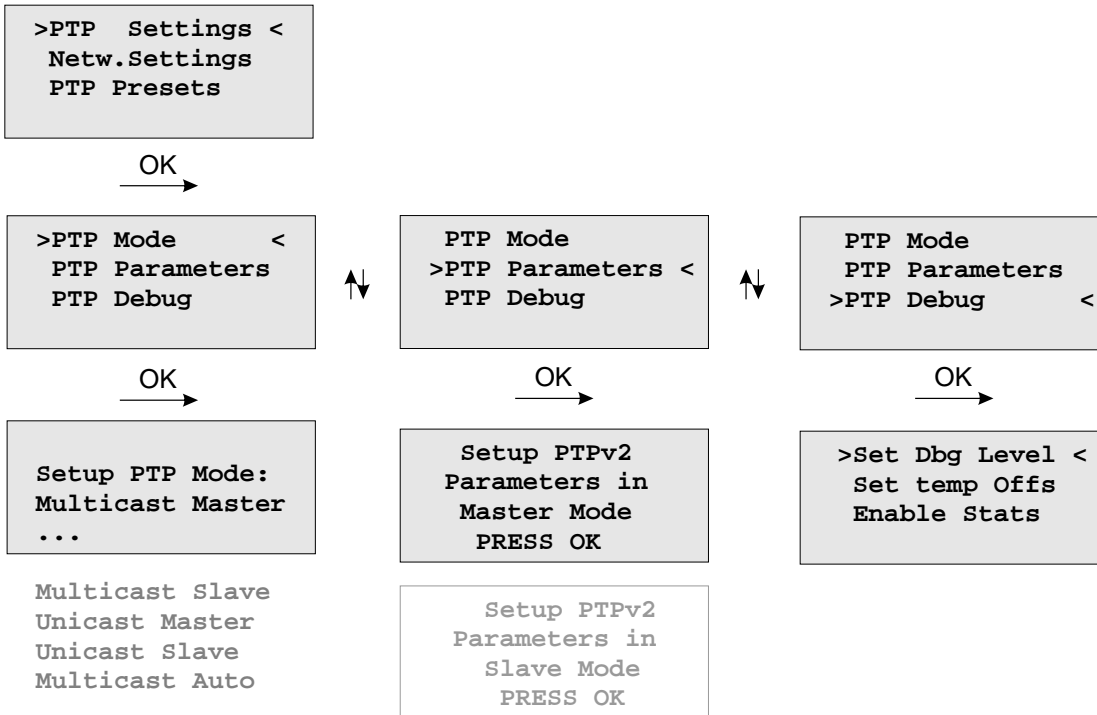 >PTP  Settings <
Netw.Settings
PTP Presets
OK
>PTP Mode      <
PTP Parameters
PTP Debug
PTP Mode
>PTP Parameters <
PTP Debug
PTP Mode
PTP Parameters
>PTP Debug      <
OK
OK
OK
Setup PTP Mode:
Multicast Master
...
Multicast Slave
Unicast Master
Unicast Slave
Multicast Auto
Setup PTPv2
Parameters in
Master Mode
PRESS OK
Setup PTPv2
Parameters in
Slave Mode
PRESS OK
>Set Dbg Level <
Set temp Offs
Enable Stats